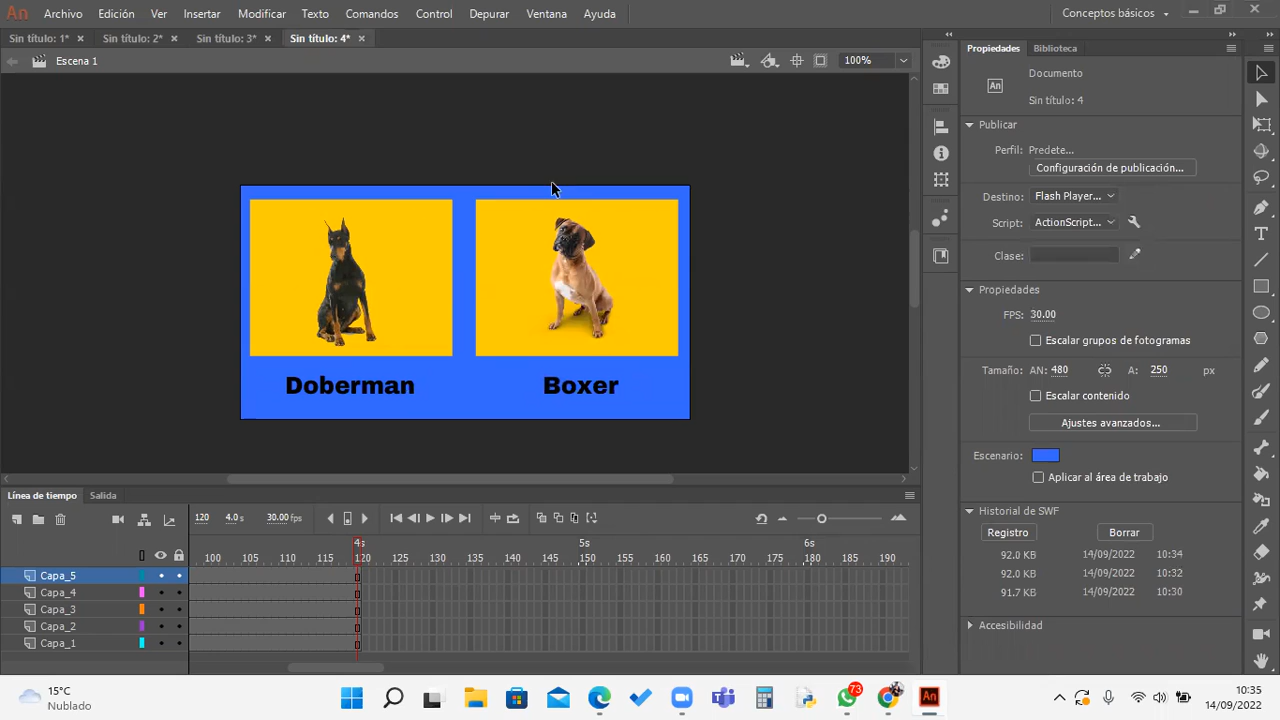 An Archivo Edición Ver Insertar Modificar Texto Comandos Control Depurar Ventana Ayuda Conceptos básicos
Sin título: 1* Sin título: 2* Sin título: 3* Sin título: 4*
Escena 1 100%
Doberman
Boxer
Propiedades Biblioteca
An
Documento
Sin título: 4
Publicar
Perfil: Predete...
Configuración de publicación...
Destino: Flash Player...
Script: ActionScript...
Clase:
Propiedades
FPS: 30.00
Escalar grupos de fotogramas
Tamaño: AN: 480 A: 250 px
Escalar contenido
Ajustes avanzados...
Escenario:
Aplicar al área de trabajo
Historial de SWF
Registro Borrar
92.0 KB 14/09/2022 10:34
92.0 KB 14/09/2022 10:32
91.7 KB 14/09/2022 10:30
Accesibilidad
Línea de tiempo Salida
120 4.0 s 30.00 fps
4s 5s 6s
100 105 110 115 120 125 130 135 140 145 150 155 160 165 170 175 180 185 190
Capa_5
Capa_4
Capa_3
Capa_2
Capa_1
15°C
Nublado
73
An
10:35
14/09/2022